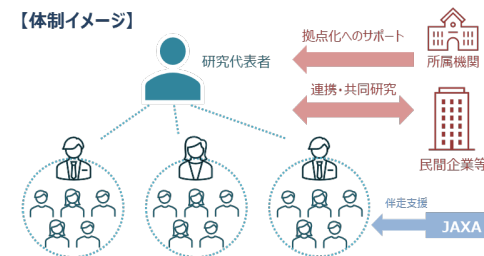 【体制イメージ】
研究代表者
拠点化へのサポート
所属機関
連携・共同研究
民間企業等
伴走支援
JAXA